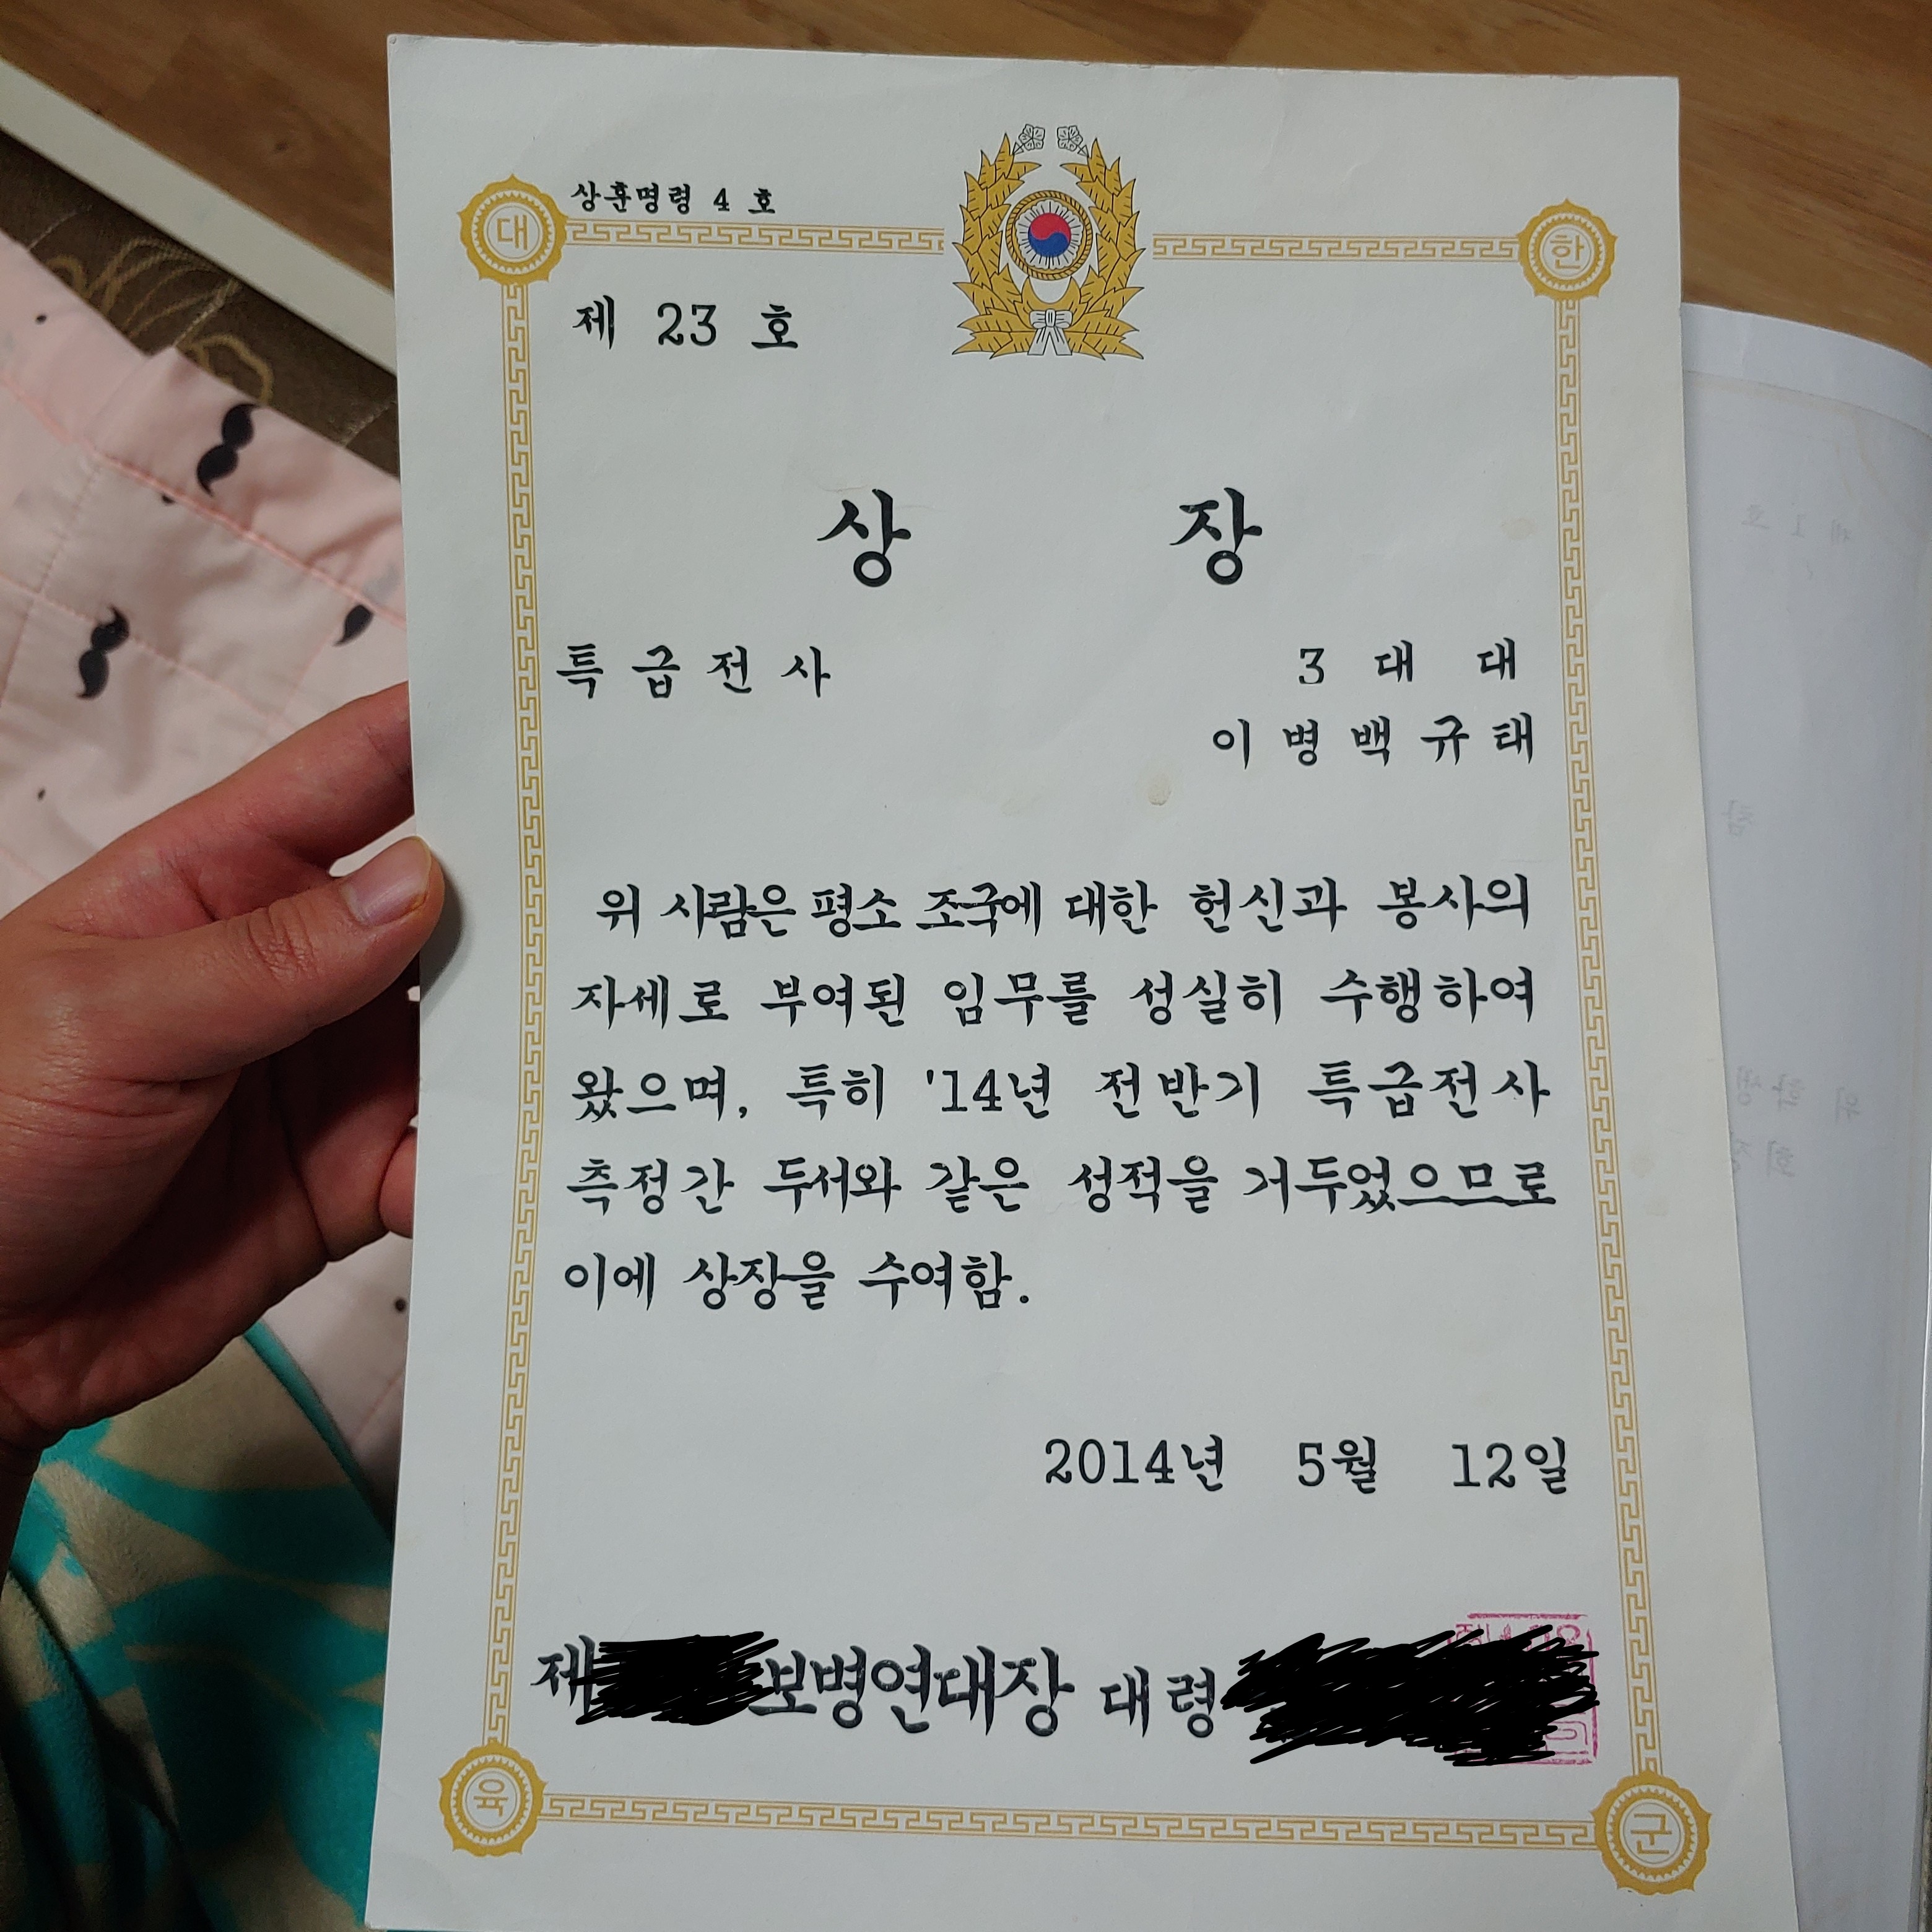 상훈명령 4 호
대
한
제 23 호
상 장
특급전사
3 대 대
이병 백규태
위 사람은 평소 조국에 대한 헌신과 봉사의
자세로 부여된 임무를 성실히 수행하여
왔으며, 특히 '14년 전반기 특급전사
측정간 두서와 같은 성적을 거두었으므로
이에 상장을 수여함.
2014년 5월 12일
제 보병연대장 대령
육
군